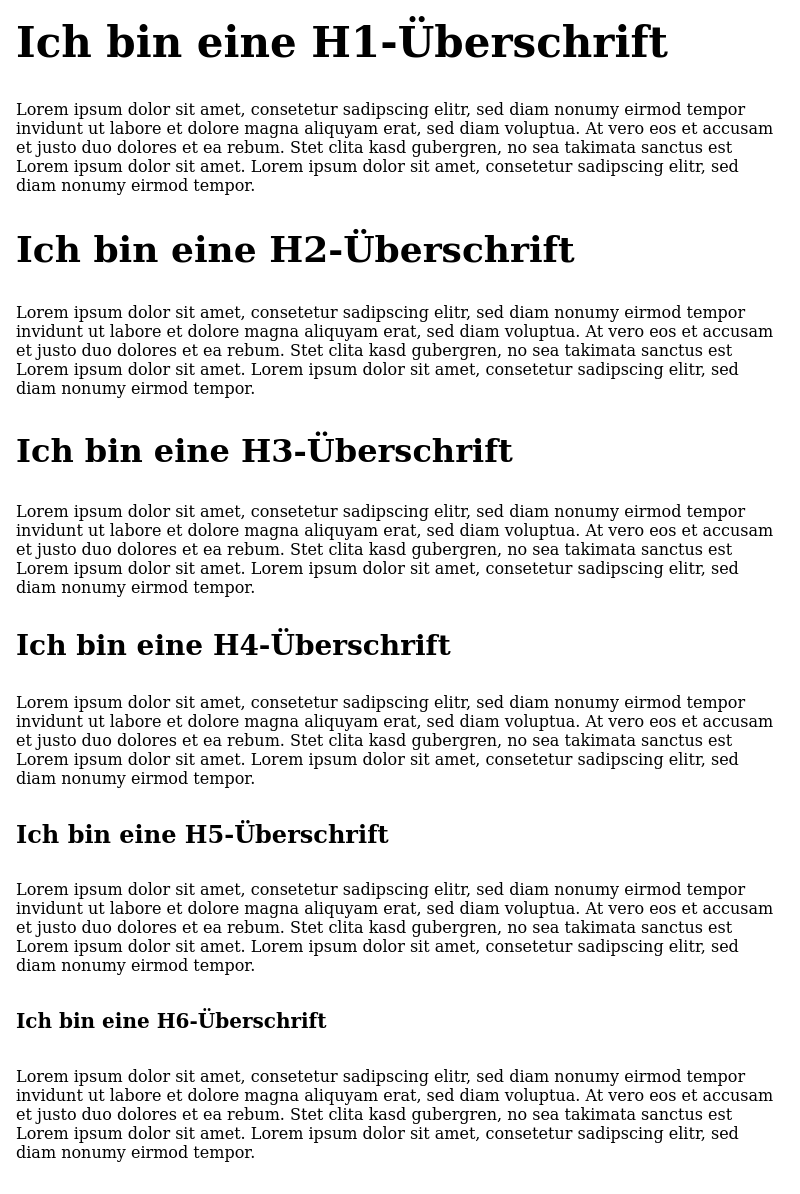 Ich bin eine H1-Überschrift
Lorem ipsum dolor sit amet, consetetur sadipscing elitr, sed diam nonumy eirmod tempor
invidunt ut labore et dolore magna aliquyam erat, sed diam voluptua. At vero eos et accusam
et justo duo dolores et ea rebum. Stet clita kasd gubergren, no sea takimata sanctus est
Lorem ipsum dolor sit amet. Lorem ipsum dolor sit amet, consetetur sadipscing elitr, sed
diam nonumy eirmod tempor.
Ich bin eine H2-Überschrift
Lorem ipsum dolor sit amet, consetetur sadipscing elitr, sed diam nonumy eirmod tempor
invidunt ut labore et dolore magna aliquyam erat, sed diam voluptua. At vero eos et accusam
et justo duo dolores et ea rebum. Stet clita kasd gubergren, no sea takimata sanctus est
Lorem ipsum dolor sit amet. Lorem ipsum dolor sit amet, consetetur sadipscing elitr, sed
diam nonumy eirmod tempor.
Ich bin eine H3-Überschrift
Lorem ipsum dolor sit amet, consetetur sadipscing elitr, sed diam nonumy eirmod tempor
invidunt ut labore et dolore magna aliquyam erat, sed diam voluptua. At vero eos et accusam
et justo duo dolores et ea rebum. Stet clita kasd gubergren, no sea takimata sanctus est
Lorem ipsum dolor sit amet. Lorem ipsum dolor sit amet, consetetur sadipscing elitr, sed
diam nonumy eirmod tempor.
Ich bin eine H4-Überschrift
Lorem ipsum dolor sit amet, consetetur sadipscing elitr, sed diam nonumy eirmod tempor
invidunt ut labore et dolore magna aliquyam erat, sed diam voluptua. At vero eos et accusam
et justo duo dolores et ea rebum. Stet clita kasd gubergren, no sea takimata sanctus est
Lorem ipsum dolor sit amet. Lorem ipsum dolor sit amet, consetetur sadipscing elitr, sed
diam nonumy eirmod tempor.
Ich bin eine H5-Überschrift
Lorem ipsum dolor sit amet, consetetur sadipscing elitr, sed diam nonumy eirmod tempor
invidunt ut labore et dolore magna aliquyam erat, sed diam voluptua. At vero eos et accusam
et justo duo dolores et ea rebum. Stet clita kasd gubergren, no sea takimata sanctus est
Lorem ipsum dolor sit amet. Lorem ipsum dolor sit amet, consetetur sadipscing elitr, sed
diam nonumy eirmod tempor.
Ich bin eine H6-Überschrift
Lorem ipsum dolor sit amet, consetetur sadipscing elitr, sed diam nonumy eirmod tempor
invidunt ut labore et dolore magna aliquyam erat, sed diam voluptua. At vero eos et accusam
et justo duo dolores et ea rebum. Stet clita kasd gubergren, no sea takimata sanctus est
Lorem ipsum dolor sit amet. Lorem ipsum dolor sit amet, consetetur sadipscing elitr, sed
diam nonumy eirmod tempor.